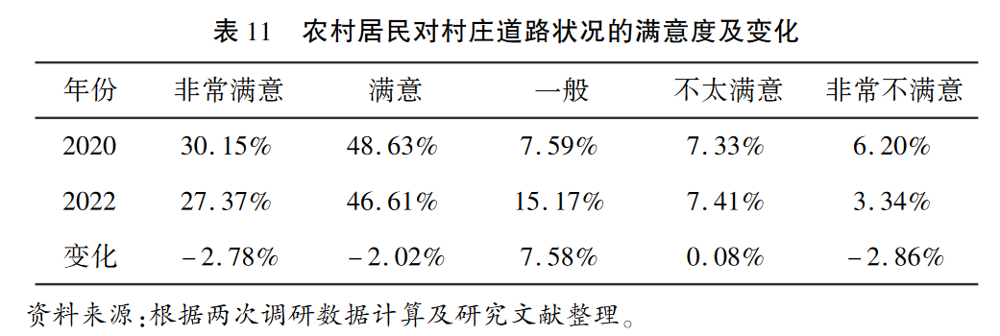 表 11 农村居民对村庄道路状况的满意度及变化
年份 非常满意 满意 一般 不太满意 非常不满意
2020 30.15% 48.63% 7.59% 7.33% 6.20%
2022 27.37% 46.61% 15.17% 7.41% 3.34%
变化 -2.78% -2.02% 7.58% 0.08% -2.86%
资料来源:根据两次调研数据计算及研究文献整理。